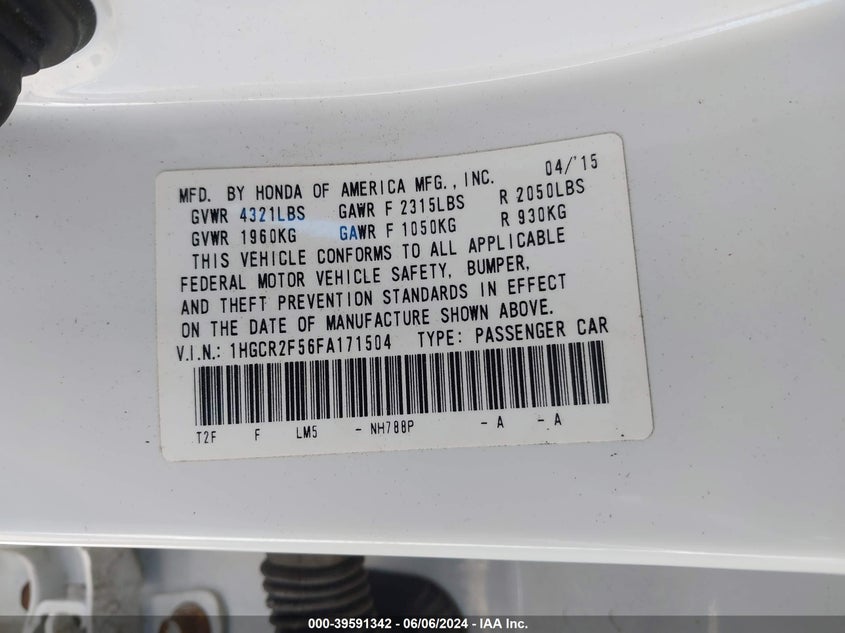 MFD. BY HONDA OF AMERICA MFG., INC. 04/'15
GVWR 4321LBS GAWR F 2315LBS R 2050LBS
GVWR 1960KG GAWR F 1050KG R 930KG
THIS VEHICLE CONFORMS TO ALL APPLICABLE
FEDERAL MOTOR VEHICLE SAFETY, BUMPER,
AND THEFT PREVENTION STANDARDS IN EFFECT
ON THE DATE OF MANUFACTURE SHOWN ABOVE.
V.I.N.: 1HGCR2F56FA171504 TYPE: PASSENGER CAR
T2F F LM5 - NH788P - A - A
000-39591342 / 06/06/2024 - IAA Inc.